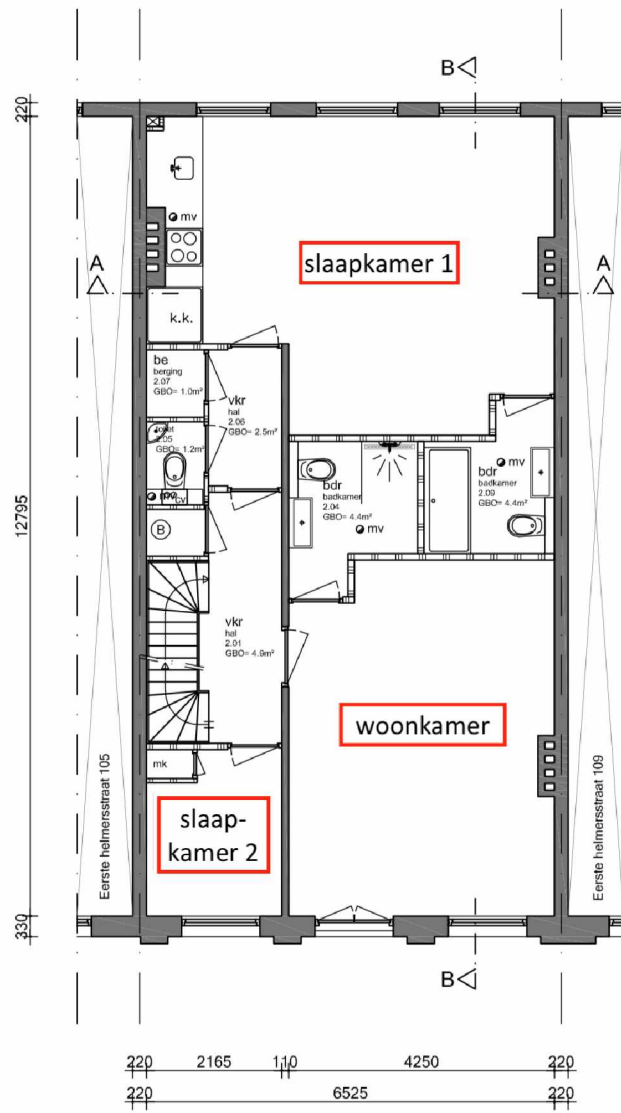 B
220
mv
A
A
slaapkamer 1
k.k.
be
berging
2.07
GBO= 1.0m²
vkr
hal
2.06
GBO= 2.5m²
toilet
2.05
GBO= 1.2m²
mv
cv
bdr
badkamer
2.04
GBO= 4.4m²
mv
mv
bdr
badkamer
2.09
GBO= 4.4m²
12795
B
vkr
hal
2.01
GBO= 4.9m²
woonkamer
mk
slaap-
kamer 2
Eerste helmersstraat 105
Eerste helmersstraat 109
330
B
220 2165 110 4250 220
220 6525 220